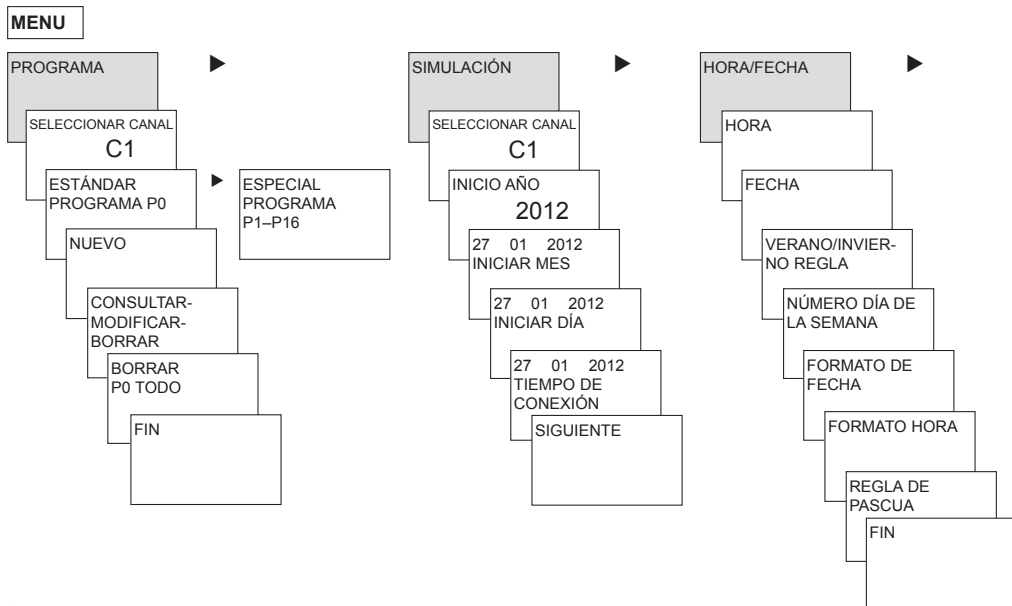 MENU
PROGRAMA
SELECCIONAR CANAL
C1
ESTÁNDAR
PROGRAMA P0
ESPECIAL
PROGRAMA
P1–P16
NUEVO
CONSULTAR-
MODIFICAR-
BORRAR
BORRAR
P0 TODO
FIN
SIMULACIÓN
SELECCIONAR CANAL
C1
INICIO AÑO
2012
27 01 2012
INICIAR MES
27 01 2012
INICIAR DÍA
27 01 2012
TIEMPO DE
CONEXIÓN
SIGUIENTE
HORA/FECHA
HORA
FECHA
VERANO/INVIER-
NO REGLA
NÚMERO DÍA DE
LA SEMANA
FORMATO DE
FECHA
FORMATO HORA
REGLA DE
PASCUA
FIN